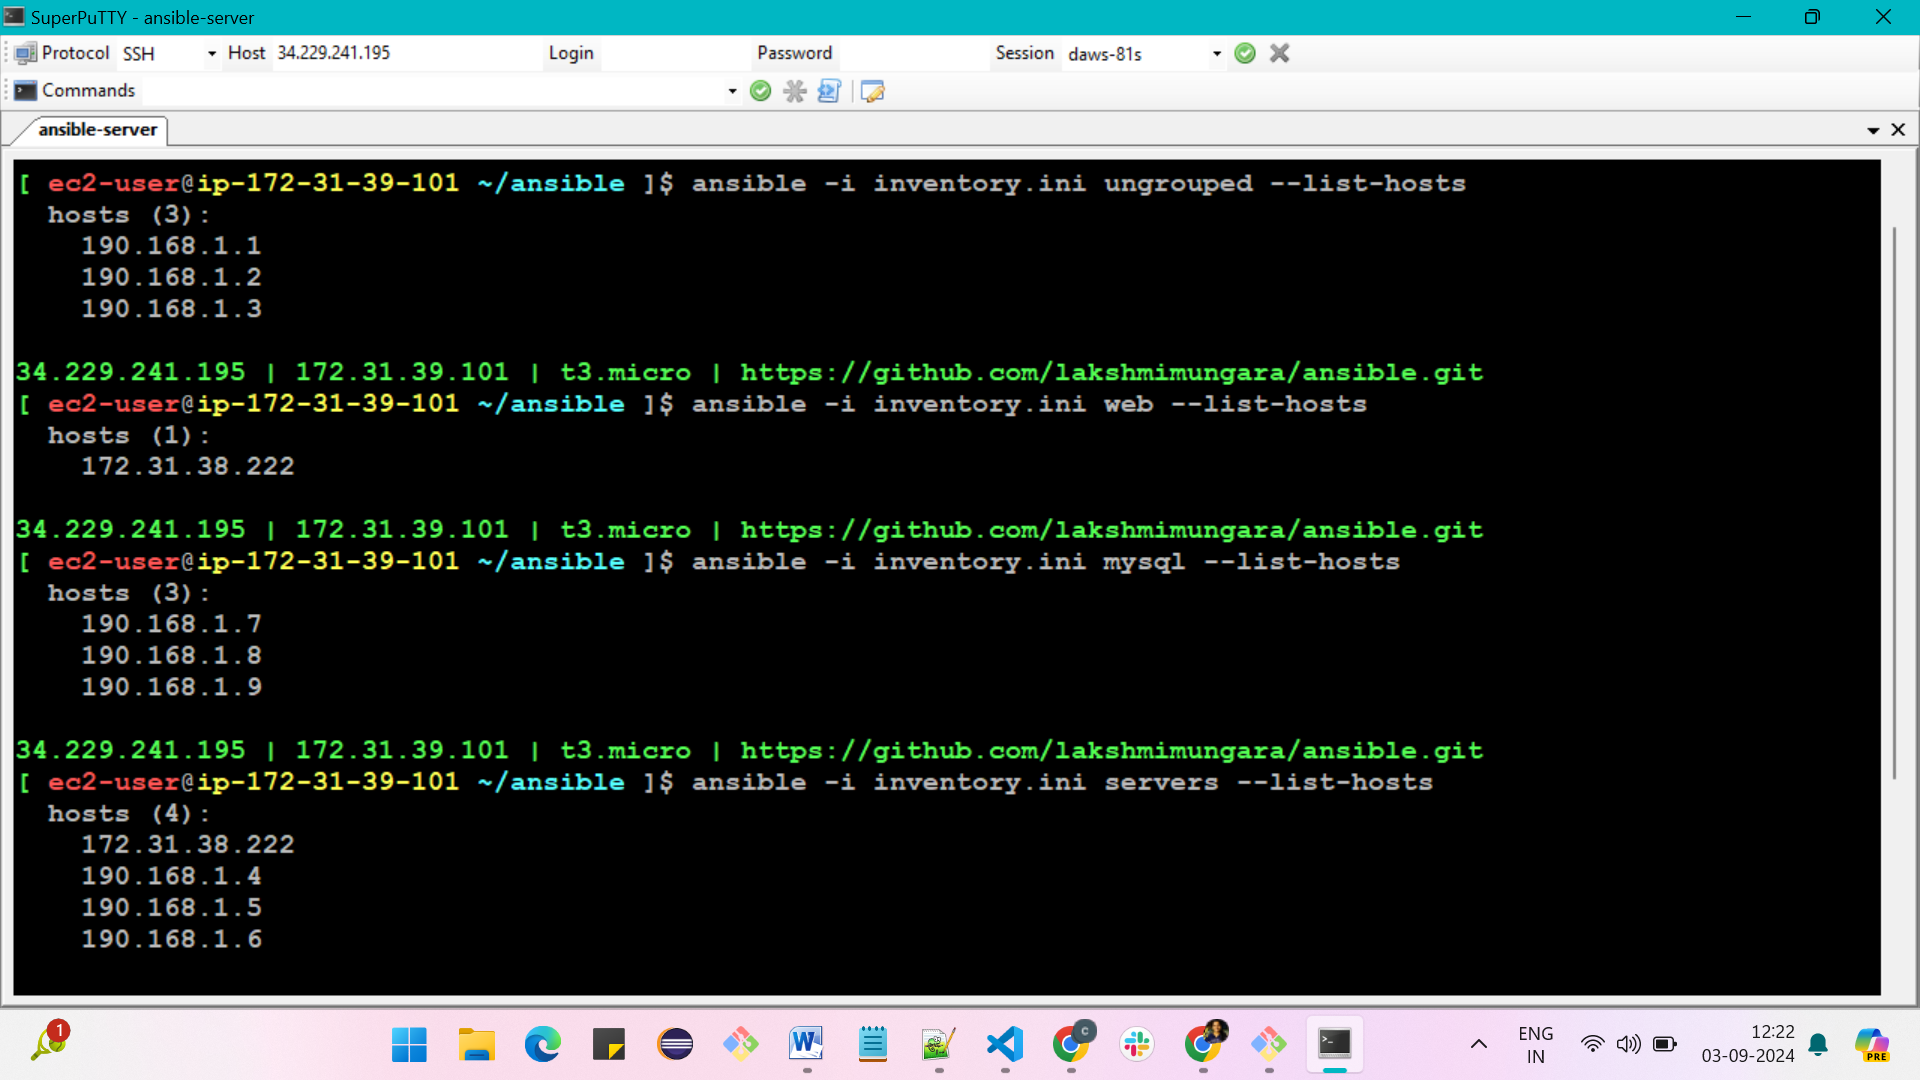 SuperPuTTY - ansible-server
Protocol SSH Host 34.229.241.195 Login Password Session daws-81s
Commands
ansible-server
[ ec2-user@ip-172-31-39-101 ~/ansible ]$ ansible -i inventory.ini ungrouped --list-hosts
hosts (3):
190.168.1.1
190.168.1.2
190.168.1.3
34.229.241.195 | 172.31.39.101 | t3.micro | https://github.com/lakshmimungara/ansible.git
[ ec2-user@ip-172-31-39-101 ~/ansible ]$ ansible -i inventory.ini web --list-hosts
hosts (1):
172.31.38.222
34.229.241.195 | 172.31.39.101 | t3.micro | https://github.com/lakshmimungara/ansible.git
[ ec2-user@ip-172-31-39-101 ~/ansible ]$ ansible -i inventory.ini mysql --list-hosts
hosts (3):
190.168.1.7
190.168.1.8
190.168.1.9
34.229.241.195 | 172.31.39.101 | t3.micro | https://github.com/lakshmimungara/ansible.git
[ ec2-user@ip-172-31-39-101 ~/ansible ]$ ansible -i inventory.ini servers --list-hosts
hosts (4):
172.31.38.222
190.168.1.4
190.168.1.5
190.168.1.6
1
W
C
ENG
IN
12:22
03-09-2024
PRE